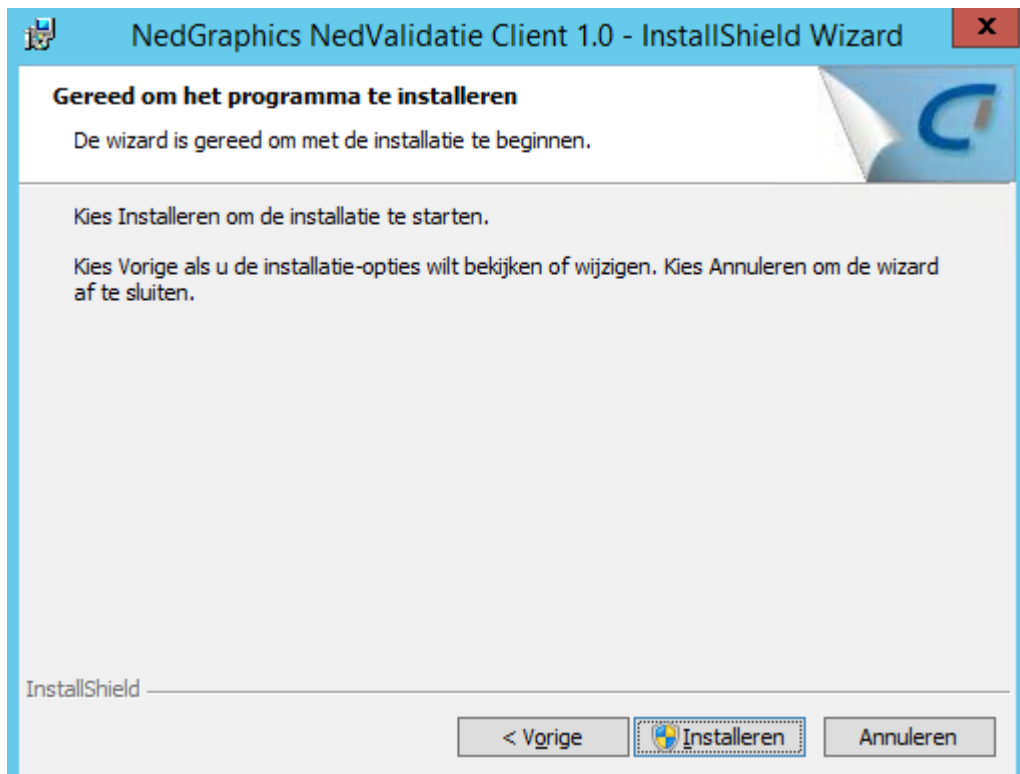 NedGraphics NedValidatie Client 1.0 - InstallShield Wizard
x
Gereed om het programma te installeren
De wizard is gereed om met de installatie te beginnen.
Kies Installeren om de installatie te starten.
Kies Vorige als u de installatie-opties wilt bekijken of wijzigen. Kies Annuleren om de wizard
af te sluiten.
InstallShield
< Vorige
Installeren
Annuleren